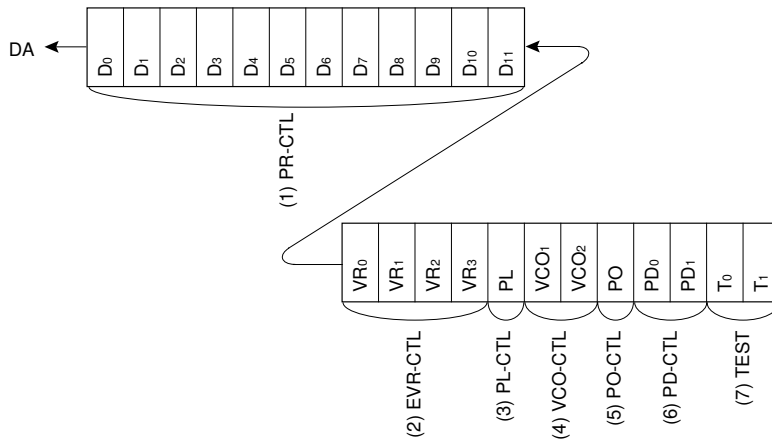 DA
D0 D1 D2 D3 D4 D5 D6 D7 D8 D9 D10 D11
(1) PR-CTL
VR0 VR1 VR2 VR3 PL VCO1 VCO2 PO PD0 PD1 T0 T1
(2) EVR-CTL
(3) PL-CTL
(4) VCO-CTL
(5) PO-CTL
(6) PD-CTL
(7) TEST